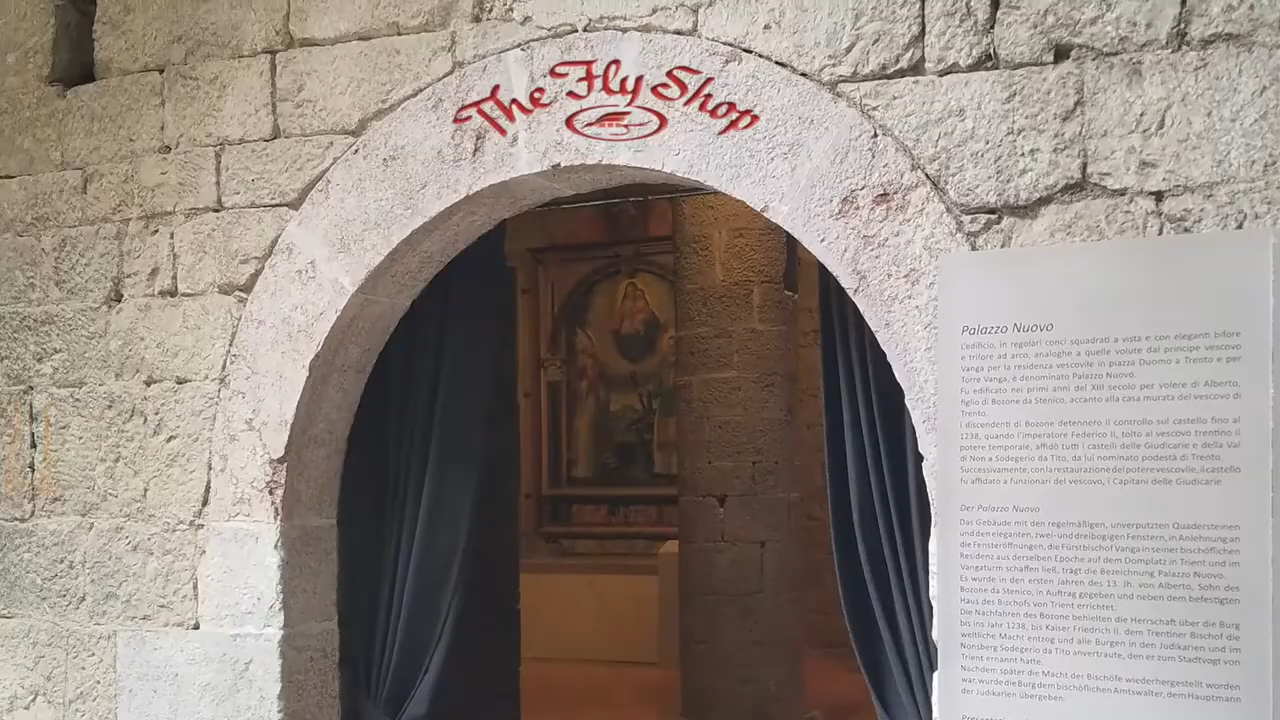 The Fly Shop
Palazzo Nuovo
L'edificio, in regolari conci squadrati a vista e con eleganti bifore
e trifore ad arco, analoghe a quelle volute dal principe vescovo
Vanga per la residenza vescovile in piazza Duomo a Trento e per
Torre Vanga, è denominato Palazzo Nuovo.
Fu edificato nei primi anni del XIII secolo per volere di Alberto,
figlio di Bozone da Stenico, accanto alla casa murata del vescovo di
Trento.
I discendenti di Bozone detennero il controllo sul castello fino al
1238, quando l'imperatore Federico II, tolto al vescovo trentino il
potere temporale, affidò tutti i castelli delle Giudicarie e della Val
di Non a Sodegerio da Tito, da lui nominato podestà di Trento.
Successivamente, con la restaurazione del potere vescovile, il castello
fu affidato a funzionari del vescovo, i Capitani delle Giudicarie.
Der Palazzo Nuovo
Das Gebäude mit den regelmäßigen, unverputzten Quadersteinen
und den eleganten, zwei- und dreibogigen Fenstern, in Anlehnung an
die Fensteröffnungen, die Fürstbischof Vanga in seiner bischöflichen
Residenz aus derselben Epoche auf dem Domplatz in Trient und im
Vangaturm schaffen ließ, trägt die Bezeichnung Palazzo Nuovo.
Es wurde in den ersten Jahren des 13. Jh. von Alberto, Sohn des
Bozone da Stenico, in Auftrag gegeben und neben dem befestigten
Haus des Bischofs von Trient errichtet.
Die Nachfahren des Bozone behielten die Herrschaft über die Burg
bis ins Jahr 1238, bis Kaiser Friedrich II. dem Trentiner Bischof die
weltliche Macht entzog und alle Burgen in den Judikarien und im
Nonsberg Sodegerio da Tito anvertraute, den er zum Stadtvogt von
Trient ernannt hatte.
Nachdem später die Macht der Bischöfe wiederhergestellt worden
war, wurde die Burg dem bischöflichen Amtswalter, dem Hauptmann
der Judikarien übergeben.